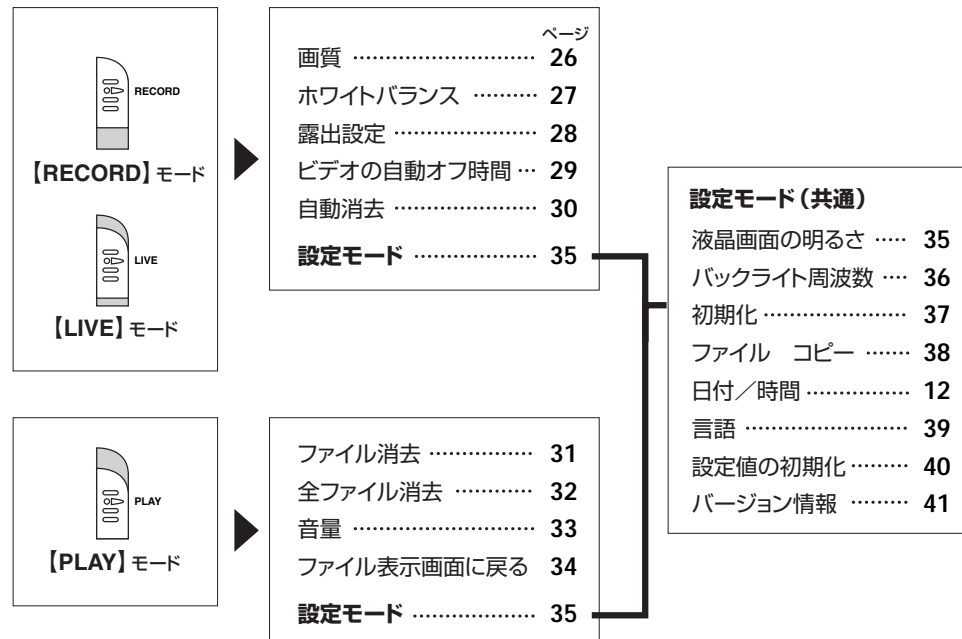 RECORD
【RECORD】モード
LIVE
【LIVE】モード
ページ
画質 ………………………… 26
ホワイトバランス ………… 27
露出設定 …………………… 28
ビデオの自動オフ時間 … 29
自動消去 …………………… 30
設定モード ………………… 35
PLAY
【PLAY】モード
ファイル消去 ……………… 31
全ファイル消去 …………… 32
音量 ………………………… 33
ファイル表示画面に戻る 34
設定モード ………………… 35
設定モード(共通)
液晶画面の明るさ …… 35
バックライト周波数 … 36
初期化 …………………… 37
ファイル　コピー ……… 38
日付／時間 ……………… 12
言語 ……………………… 39
設定値の初期化 ………… 40
バージョン情報 ………… 41